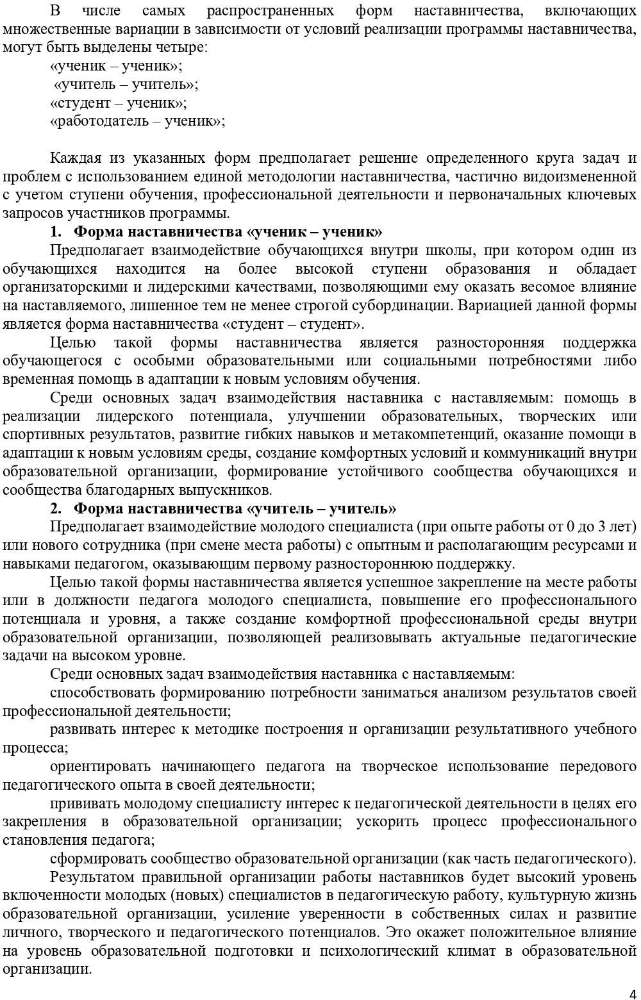 В числе самых распространенных форм наставничества, включающих
множественные вариации в зависимости от условий реализации программы наставничества,
могут быть выделены четыре:
«ученик – ученик»;
«учитель – учитель»;
«студент – ученик»;
«работодатель – ученик»;
Каждая из указанных форм предполагает решение определенного круга задач и
проблем с использованием единой методологии наставничества, частично видоизмененной
с учетом ступени обучения, профессиональной деятельности и первоначальных ключевых
запросов участников программы.
1. Форма наставничества «ученик – ученик»
Предполагает взаимодействие обучающихся внутри школы, при котором один из
обучающихся находится на более высокой ступени образования и обладает
организаторскими и лидерскими качествами, позволяющими ему оказать весомое влияние
на наставляемого, лишенное тем не менее строгой субординации. Вариацией данной формы
является форма наставничества «студент – студент».
Целью такой формы наставничества является разносторонняя поддержка
обучающегося с особыми образовательными или социальными потребностями либо
временная помощь в адаптации к новым условиям обучения.
Среди основных задач взаимодействия наставника с наставляемым: помощь в
реализации лидерского потенциала, улучшении образовательных, творческих или
спортивных результатов, развитие гибких навыков и метакомпетенций, оказание помощи в
адаптации к новым условиям среды, создание комфортных условий и коммуникаций внутри
образовательной организации, формирование устойчивого сообщества обучающихся и
сообщества благодарных выпускников.
2. Форма наставничества «учитель – учитель»
Предполагает взаимодействие молодого специалиста (при опыте работы от 0 до 3 лет)
или нового сотрудника (при смене места работы) с опытным и располагающим ресурсами и
навыками педагогом, оказывающим первому разностороннюю поддержку.
Целью такой формы наставничества является успешное закрепление на месте работы
или в должности педагога молодого специалиста, повышение его профессионального
потенциала и уровня, а также создание комфортной профессиональной среды внутри
образовательной организации, позволяющей реализовывать актуальные педагогические
задачи на высоком уровне.
Среди основных задач взаимодействия наставника с наставляемым:
способствовать формированию потребности заниматься анализом результатов своей
профессиональной деятельности;
развивать интерес к методике построения и организации результативного учебного
процесса;
ориентировать начинающего педагога на творческое использование передового
педагогического опыта в своей деятельности;
прививать молодому специалисту интерес к педагогической деятельности в целях его
закрепления в образовательной организации; ускорить процесс профессионального
становления педагога;
сформировать сообщество образовательной организации (как часть педагогического).
Результатом правильной организации работы наставников будет высокий уровень
включенности молодых (новых) специалистов в педагогическую работу, культурную жизнь
образовательной организации, усиление уверенности в собственных силах и развитие
личного, творческого и педагогического потенциалов. Это окажет положительное влияние
на уровень образовательной подготовки и психологический климат в образовательной
организации.
4